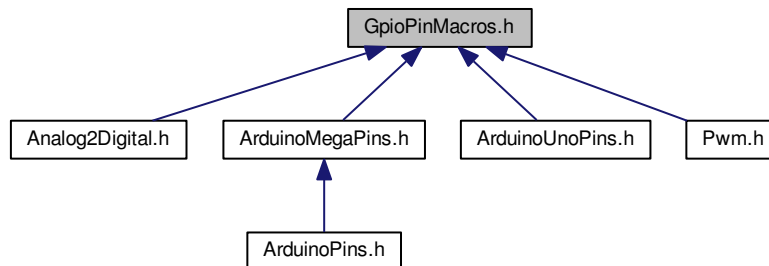 GpioPinMacros.h
Analog2Digital.h
ArduinoMegaPins.h
ArduinoUnoPins.h
Pwm.h
ArduinoPins.h